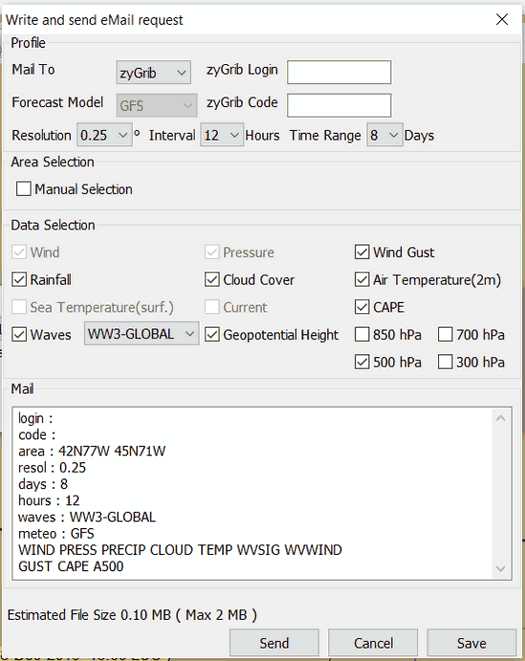 Write and send eMail request
Profile
Mail To zyGrib zyGrib Login
Forecast Model GFS zyGrib Code
Resolution 0.25 ° Interval 12 Hours Time Range 8 Days
Area Selection
Manual Selection
Data Selection
Wind Pressure Wind Gust
Rainfall Cloud Cover Air Temperature(2m)
Sea Temperature(surf.) Current CAPE
Waves WW3-GLOBAL Geopotential Height 850 hPa 700 hPa
500 hPa 300 hPa
Mail
login :
code :
area : 42N77W 45N71W
resol : 0.25
days : 8
hours : 12
waves : WW3-GLOBAL
meteo : GFS
WIND PRESS PRECIP CLOUD TEMP WVSIG WVWIND
GUST CAPE A500
Estimated File Size 0.10 MB ( Max 2 MB )
Send Cancel Save